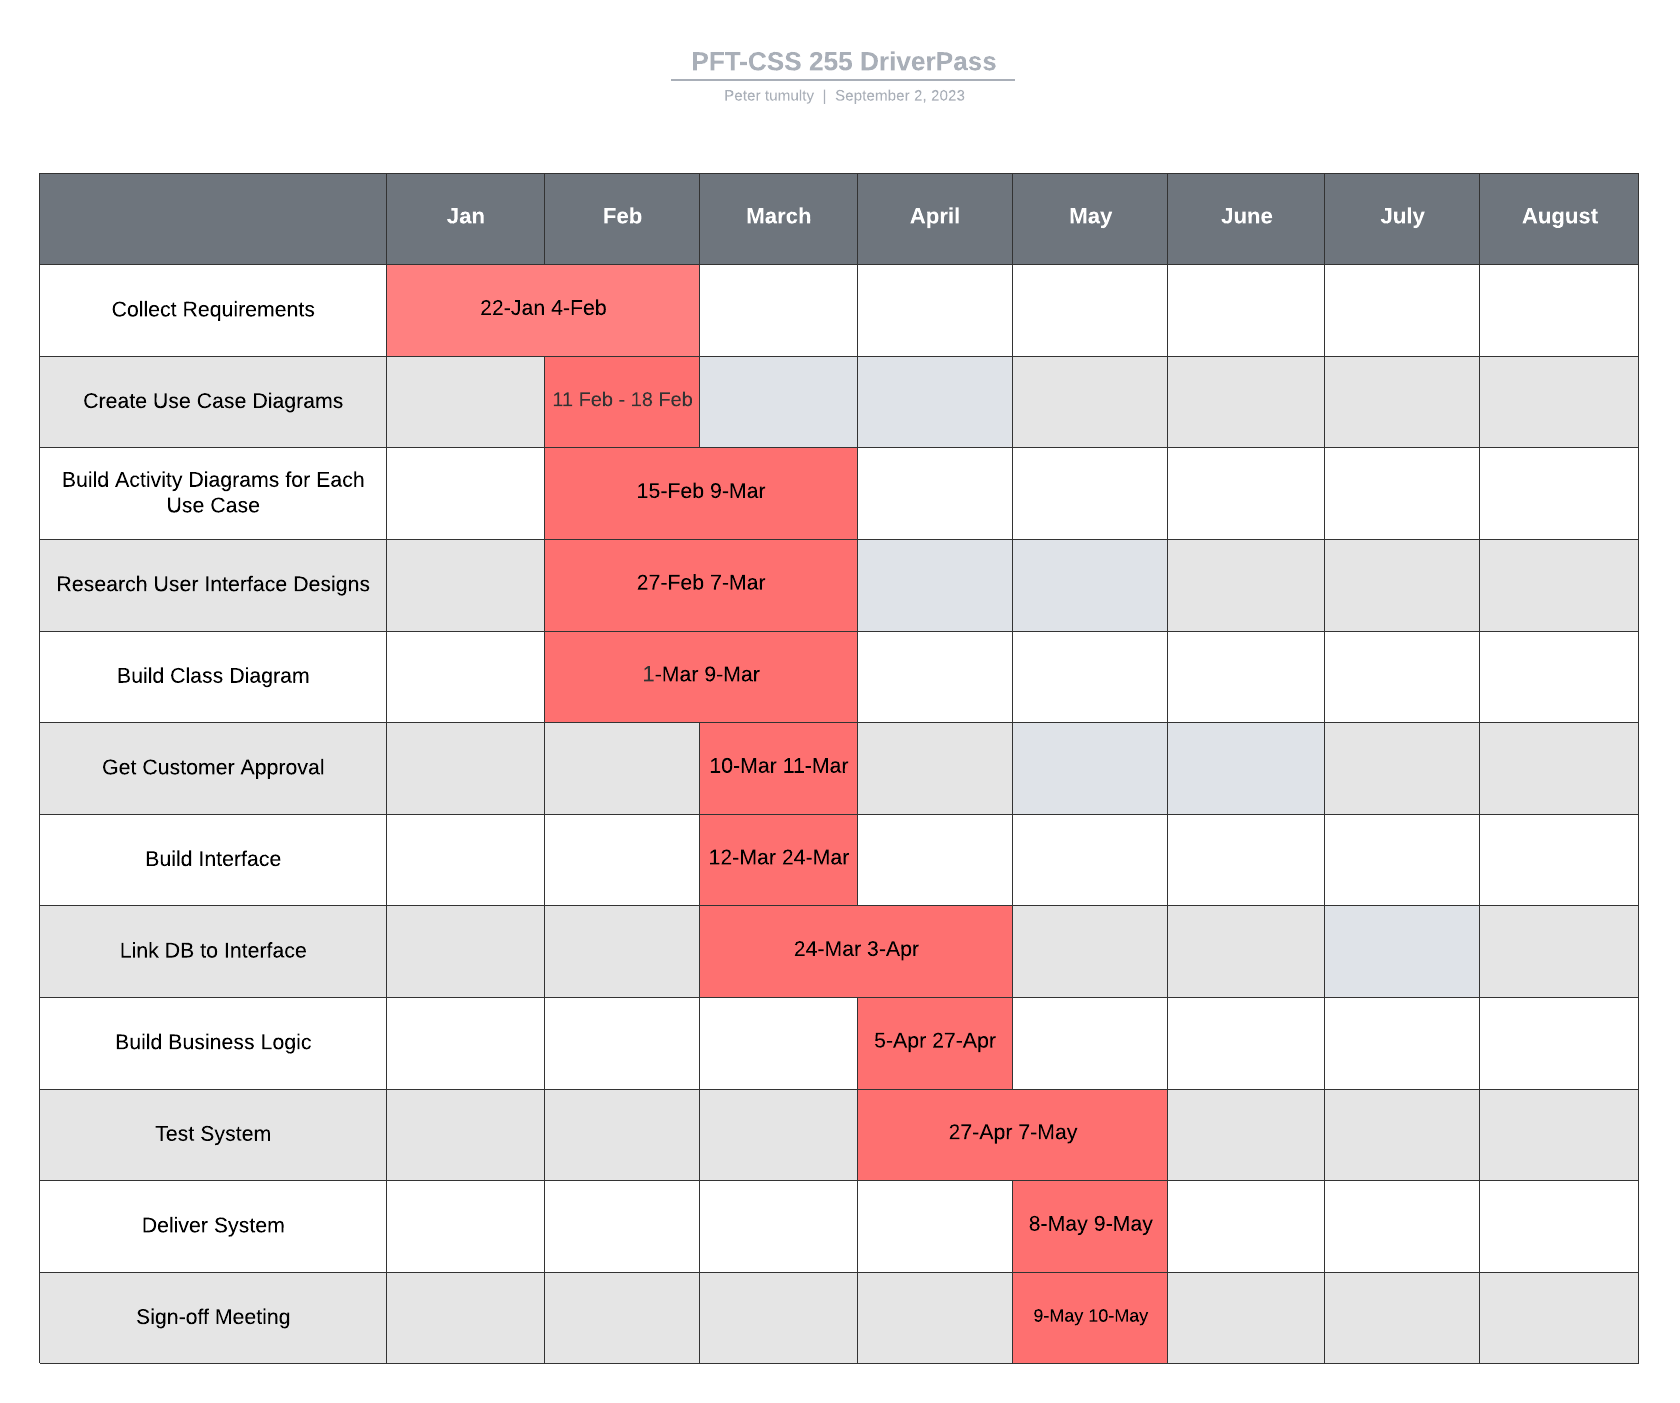 PFT-CSS 255 DriverPass
Peter tumulty | September 2, 2023
Jan Feb March April May June July August
Collect Requirements 22-Jan 4-Feb
Create Use Case Diagrams 11 Feb - 18 Feb
Build Activity Diagrams for Each
Use Case
15-Feb 9-Mar
Research User Interface Designs 27-Feb 7-Mar
Build Class Diagram 1-Mar 9-Mar
Get Customer Approval 10-Mar 11-Mar
Build Interface 12-Mar 24-Mar
Link DB to Interface 24-Mar 3-Apr
Build Business Logic 5-Apr 27-Apr
Test System 27-Apr 7-May
Deliver System 8-May 9-May
Sign-off Meeting 9-May 10-May